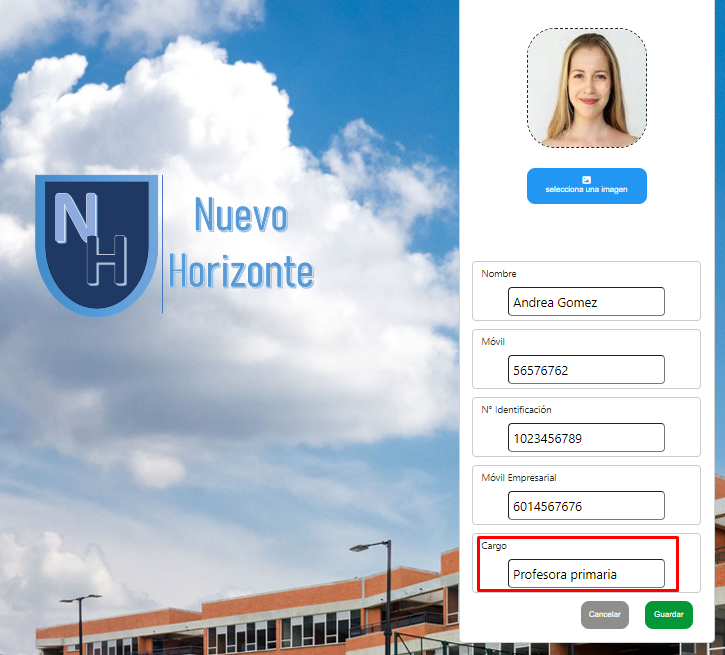 NH
Nuevo
Horizonte
selecciona una imagen
Nombre
Andrea Gomez
Móvil
56576762
N° Identificación
1023456789
Móvil Empresarial
6014567676
Cargo
Profesora primaria
Cancelar
Guardar